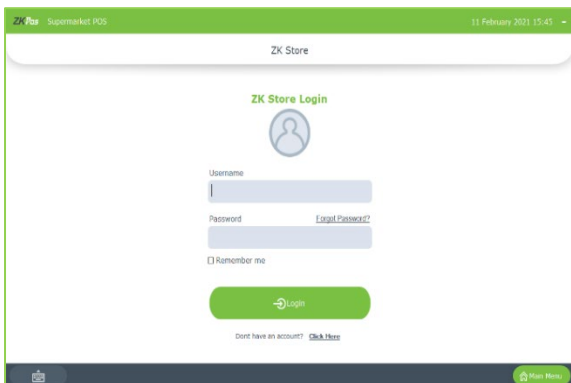 ZKPos Supermarket POS 11 February 2021 15:45
ZK Store
ZK Store Login
Username
Password Forgot Password?
Remember me
Login
Dont have an account? Click Here
Main Menu